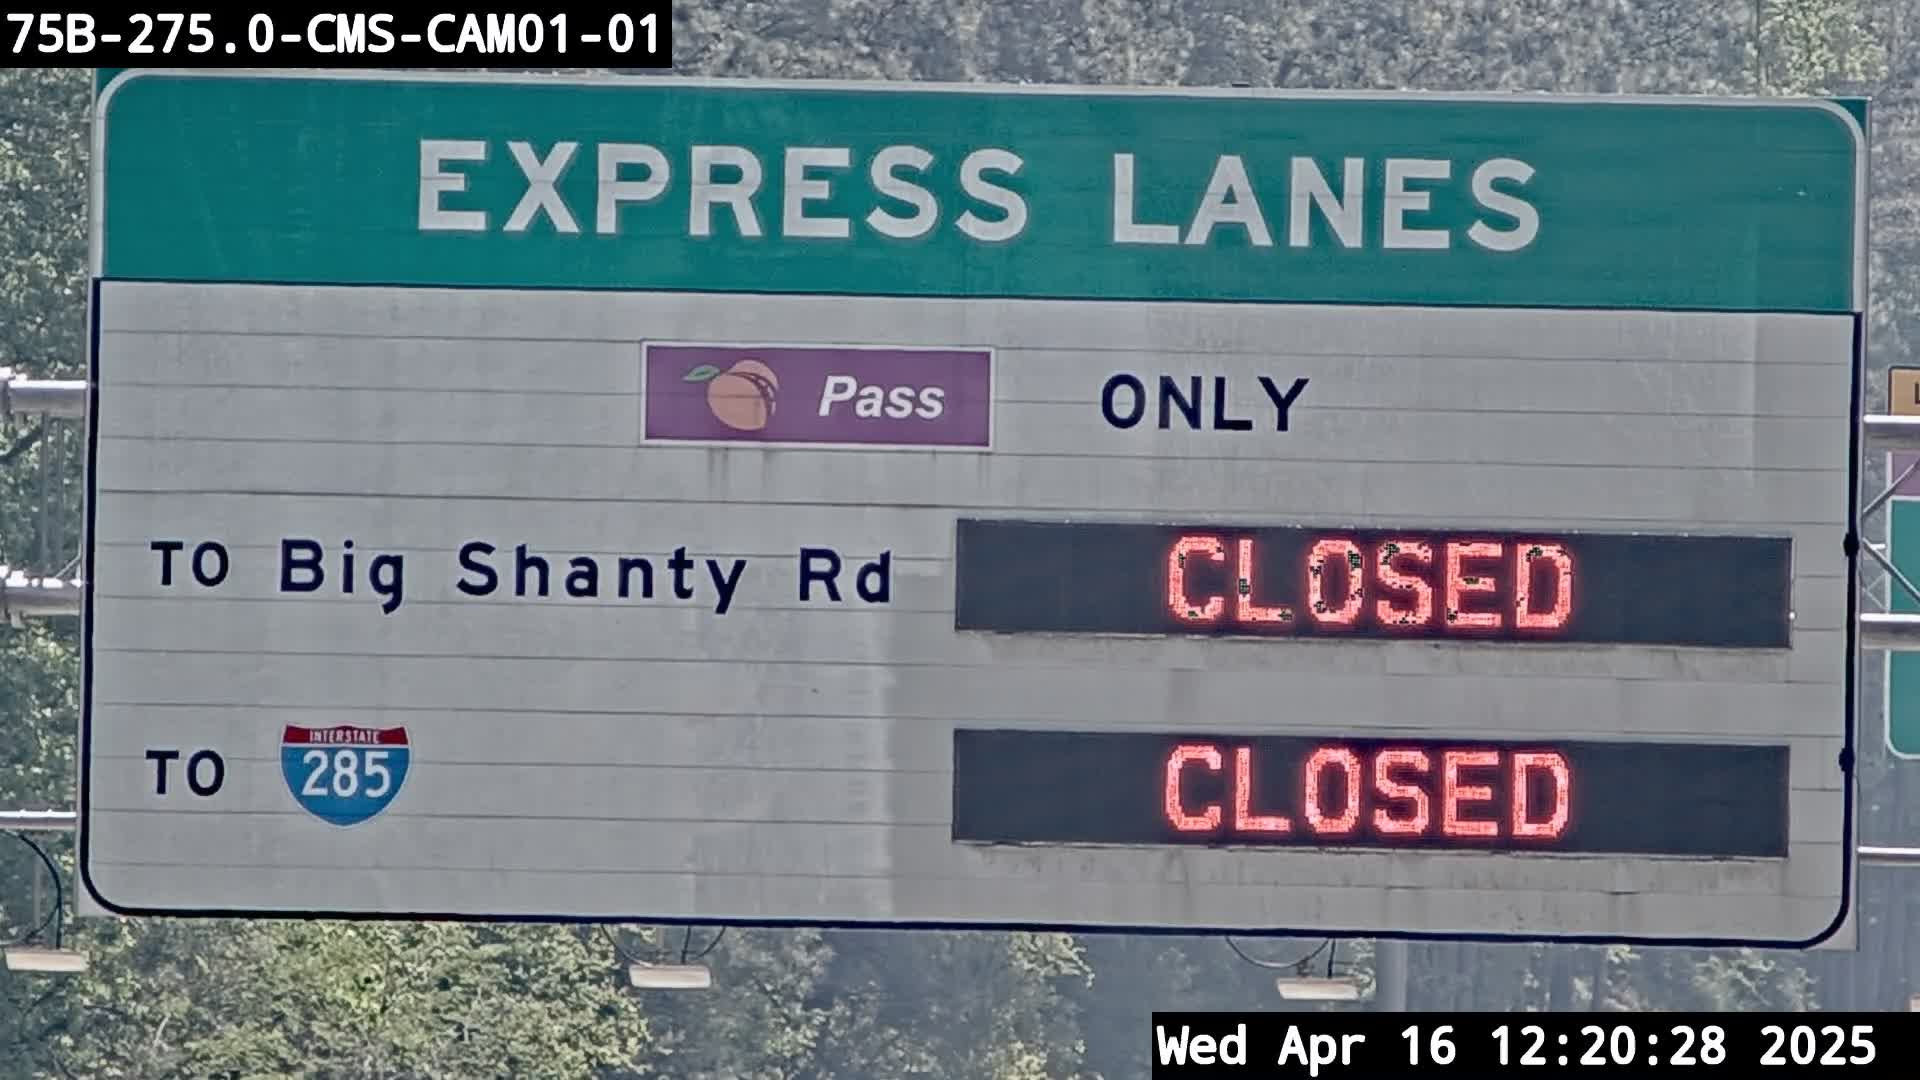 75B-275.0-CMS-CAM01-01
EXPRESS LANES
Pass ONLY
TO Big Shanty Rd CLOSED
TO INTERSTATE 285 CLOSED
Wed Apr 16 12:20:28 2025